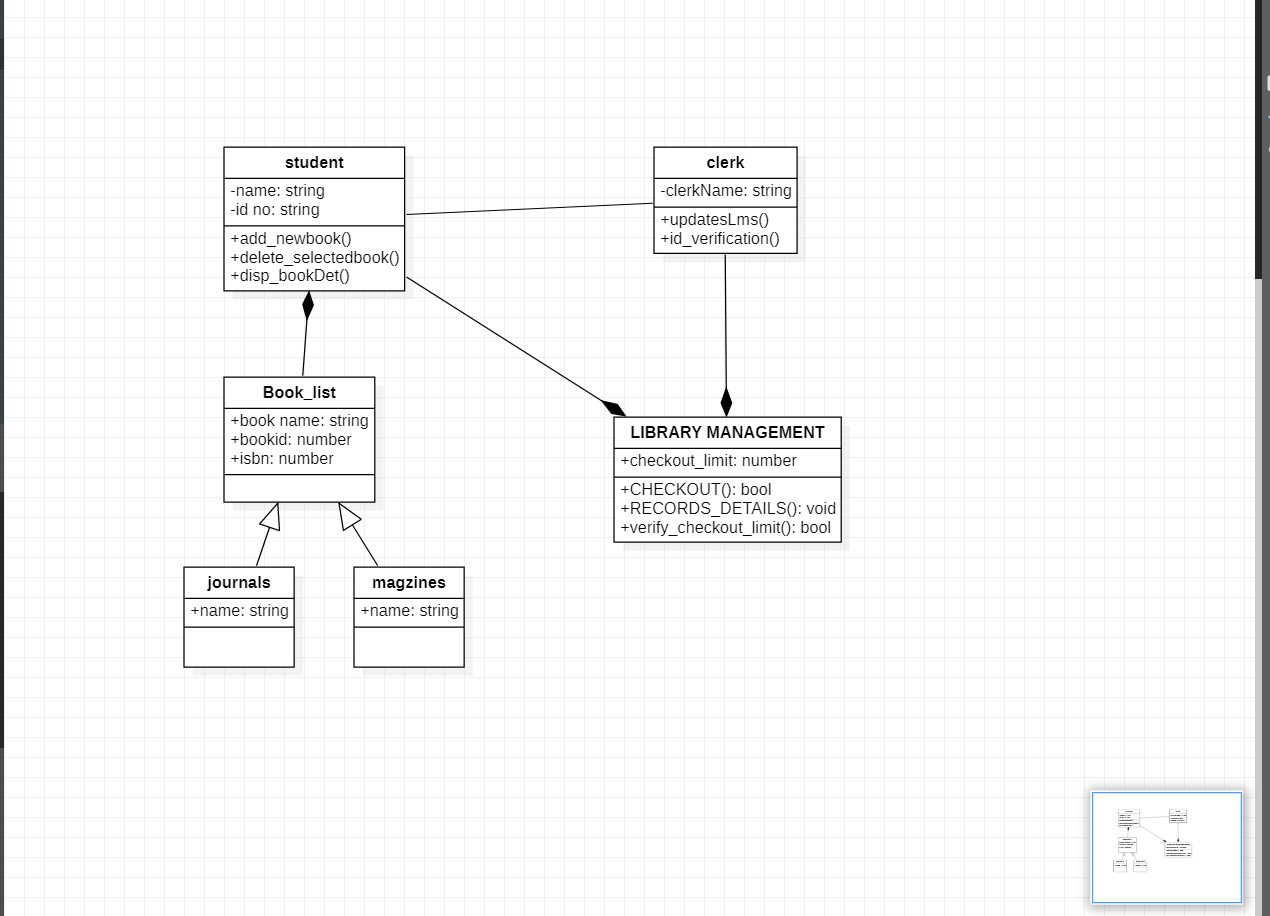 student
-name: string
-id no: string
+add_newbook()
+delete_selectedbook()
+disp_bookDet()
clerk
-clerkName: string
+updatesLms()
+id_verification()
Book_list
+book name: string
+bookid: number
+isbn: number
LIBRARY MANAGEMENT
+checkout_limit: number
+CHECKOUT(): bool
+RECORDS_DETAILS(): void
+verify_checkout_limit(): bool
journals
+name: string
magzines
+name: string